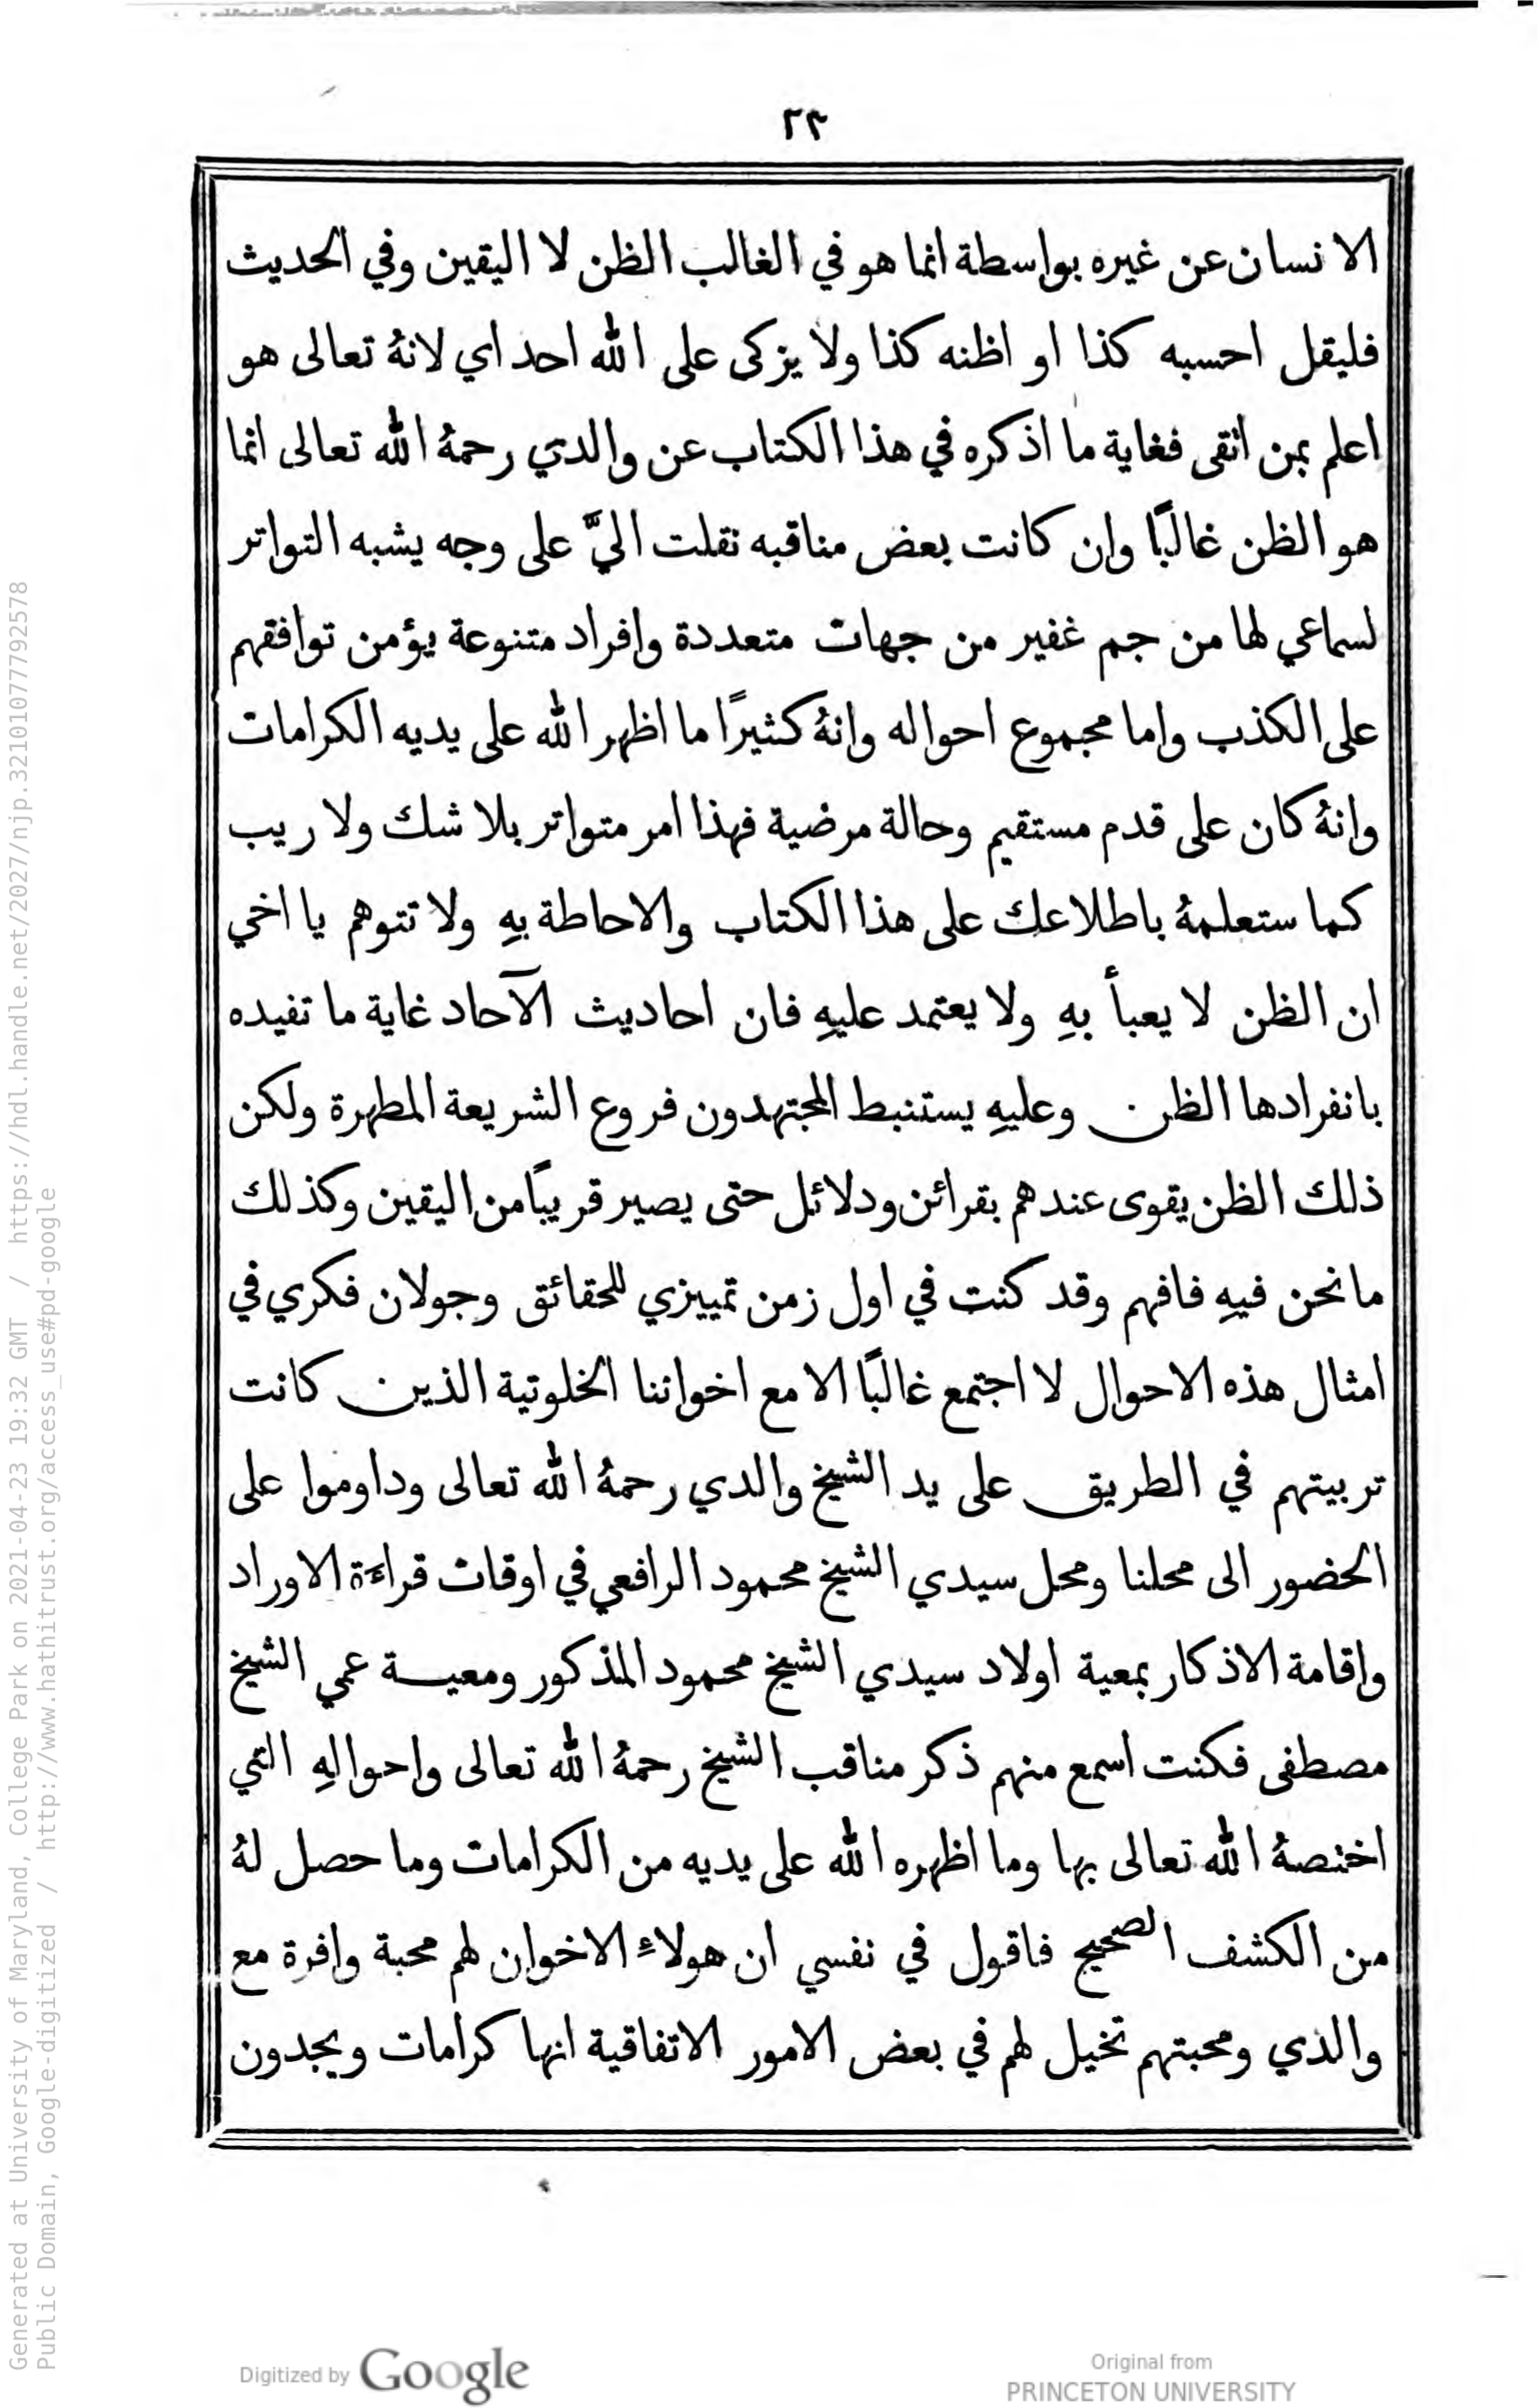 ٢٣
الانسان عن غيره بواسطة انما هو في الغالب الظن لا اليقين وفي الحديث
فليقل احسبه كذا او اظنه كذا ولا يزكى على الله احد اي لانهُ تعالى هو
اعلم بمن اتقى فغاية ما اذكره في هذا الكتاب عن والدي رحمهُ الله تعالى انما
هو الظن غالبًا وان كانت بعض مناقبه نقلت اليَّ على وجه يشبه التواتر
لسماعي لها من جم غفير من جهات متعددة وافراد متنوعة يؤمن توافقهم
على الكذب واما مجموع احواله وانهُ كثيرًا ما اظهر الله على يديه الكرامات
وانهُ كان على قدم مستقيم وحالة مرضية فهذا امر متواتر بلا شك ولا ريب
كما ستعلمهُ باطلاعك على هذا الكتاب والاحاطة بهِ ولا تتوهم يا اخي
ان الظن لا يعبأ بهِ ولا يعتمد عليهِ فان احاديث الآحاد غاية ما تفيده
بانفرادها الظن وعليهِ يستنبط المجتهدون فروع الشريعة المطهرة ولكن
ذلك الظن يقوى عندهم بقرائن ودلائل حتى يصير قريبًا من اليقين وكذلك
ما نحن فيهِ فافهم وقد كنت في اول زمن تمييزي للحقائق وجولان فكري في
امثال هذه الاحوال لا اجتمع غالبًا الا مع اخواننا الخلوتية الذين كانت
تربيتهم في الطريق على يد الشيخ والدي رحمهُ الله تعالى وداوموا على
الحضور الى محلنا ومحل سيدي الشيخ محمود الرافعي في اوقات قراءة الاوراد
واقامة الاذكار بمعية اولاد سيدي الشيخ محمود المذكور ومعيــة عمي الشيخ
مصطفى فكنت اسمع منهم ذكر مناقب الشيخ رحمهُ الله تعالى واحوالهِ التي
اختصهُ الله تعالى بها وما اظهره الله على يديه من الكرامات وما حصل لهُ
من الكشف الصحيح فاقول في نفسي ان هولاء الاخوان لهم محبة وافرة مع
والذي ومحبتهم تخيل لهم في بعض الامور الاتفاقية انها كرامات ويجدون
Generated at University of Maryland, College Park on 2021-04-23 19:32 GMT / https://hdl.handle.net/2027/njp.32101077792578
Public Domain, Google-digitized / http://www.hathitrust.org/access_use#pd-google
Digitized by Google
Original from
PRINCETON UNIVERSITY